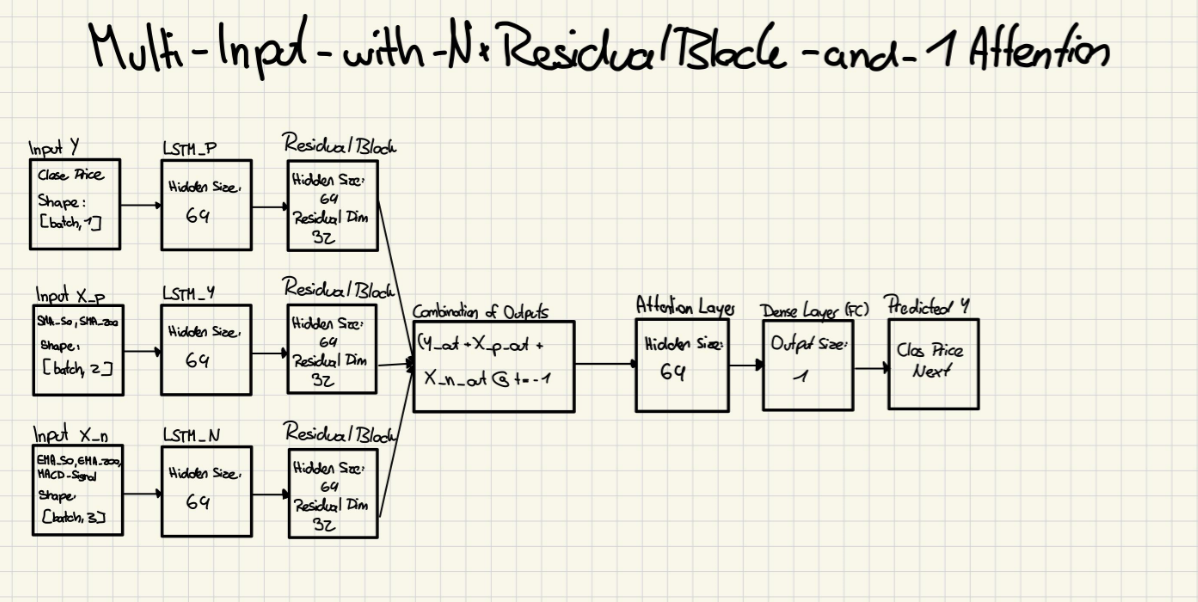 Multi-Input-with-N*ResidualBlock-and-1 Attention
Input Y
Close Price
Shape:
[batch, 1]
LSTM_P
Hidden Size:
64
Residual Block
Hidden Size:
64
Residual Dim
32
Input X_p
SMA_50, SMA_200
Shape:
[batch, 2]
LSTM_Y
Hidden Size:
64
Residual Block
Hidden Size:
64
Residual Dim
32
Input X_n
EMA_50, EMA_200,
MACD-Signal
Shape:
[batch, 3]
LSTM_N
Hidden Size:
64
Residual Block
Hidden Size:
64
Residual Dim
32
Combination of Outputs
(Y_out + X_p_out +
X_n_out @ t=-1
Attention Layer
Hidden Size:
64
Dense Layer (FC)
Output Size:
1
Predicted Y
Clos Price
Next